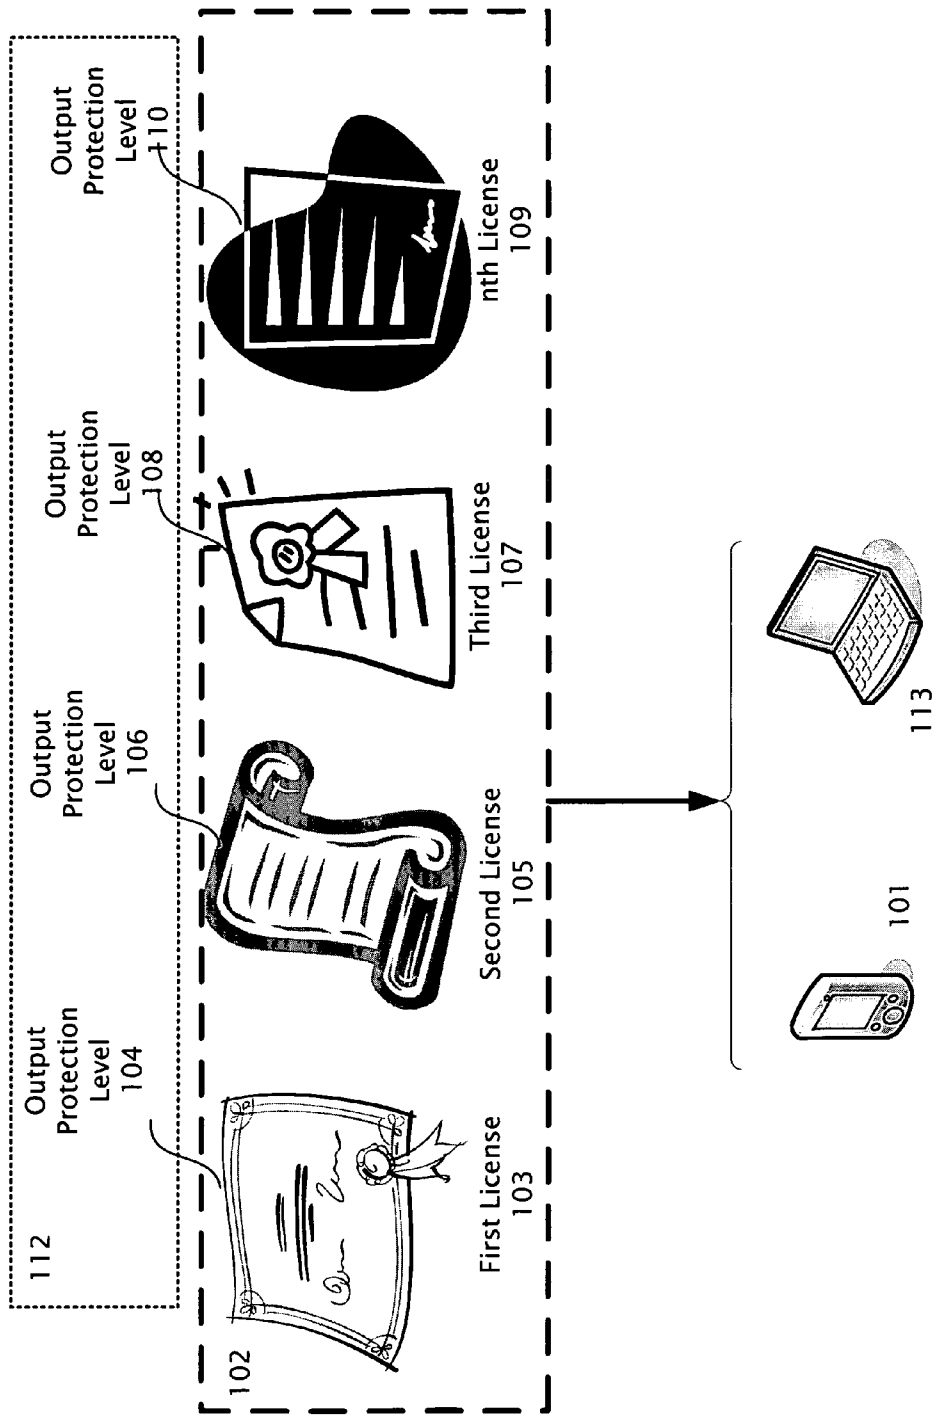 112
Output
Protection
Level
104
Output
Protection
Level
106
Output
Protection
Level
108
Output
Protection
Level
110
102
First License
103
Second License
105
Third License
107
nth License
109
101
113